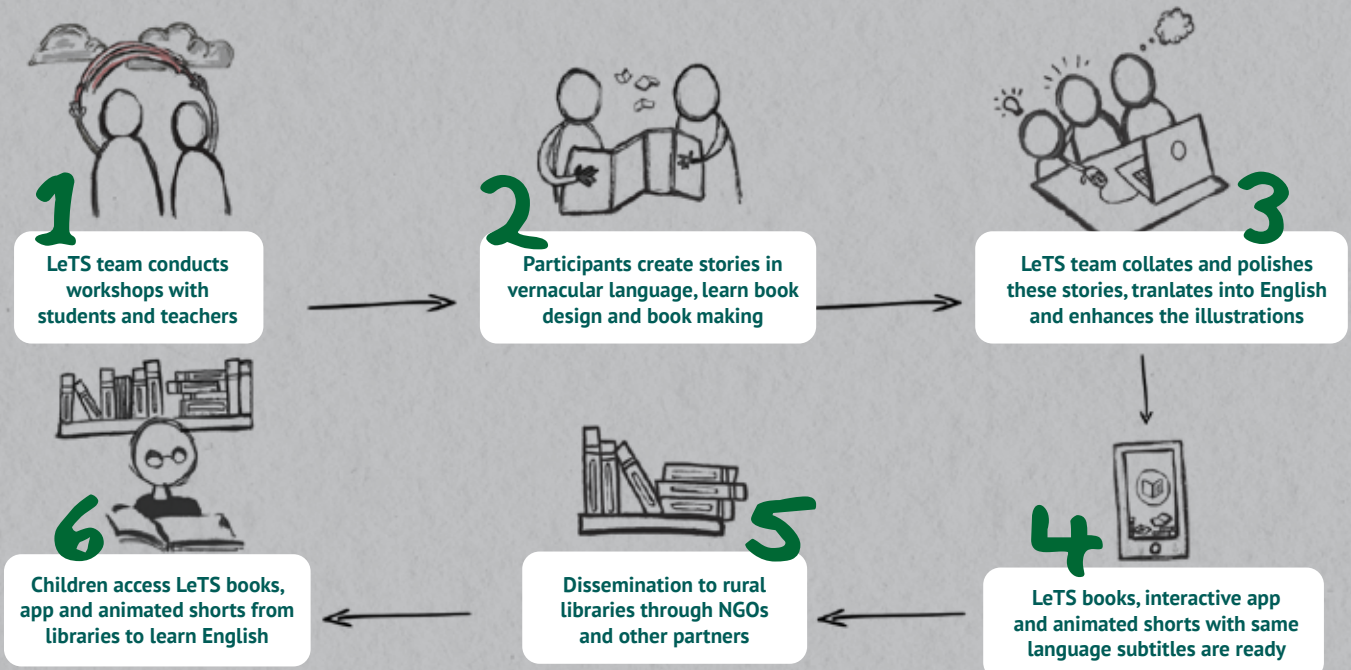 1
LeTS team conducts
workshops with
students and teachers
2
Participants create stories in
vernacular language, learn book
design and book making
3
LeTS team collates and polishes
these stories, tranlates into English
and enhances the illustrations
4
LeTS books, interactive app
and animated shorts with same
language subtitles are ready
5
Dissemination to rural
libraries through NGOs
and other partners
6
Children access LeTS books,
app and animated shorts from
libraries to learn English